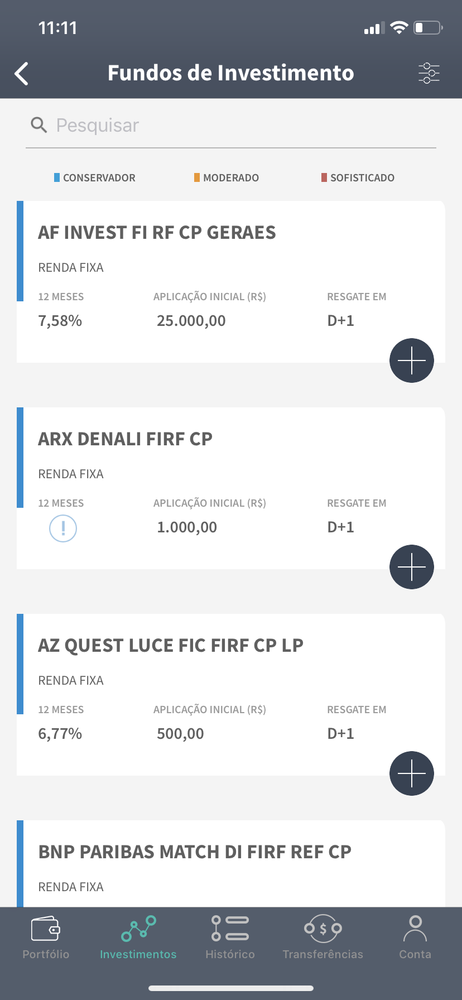 11:11
Fundos de Investimento
Pesquisar
CONSERVADOR MODERADO SOFISTICADO
AF INVEST FI RF CP GERAES
RENDA FIXA
12 MESES APLICAÇÃO INICIAL (R$) RESGATE EM
7,58% 25.000,00 D+1
ARX DENALI FIRF CP
RENDA FIXA
12 MESES APLICAÇÃO INICIAL (R$) RESGATE EM
! 1.000,00 D+1
AZ QUEST LUCE FIC FIRF CP LP
RENDA FIXA
12 MESES APLICAÇÃO INICIAL (R$) RESGATE EM
6,77% 500,00 D+1
BNP PARIBAS MATCH DI FIRF REF CP
RENDA FIXA
$
Portfólio Investimentos Histórico Transferências Conta